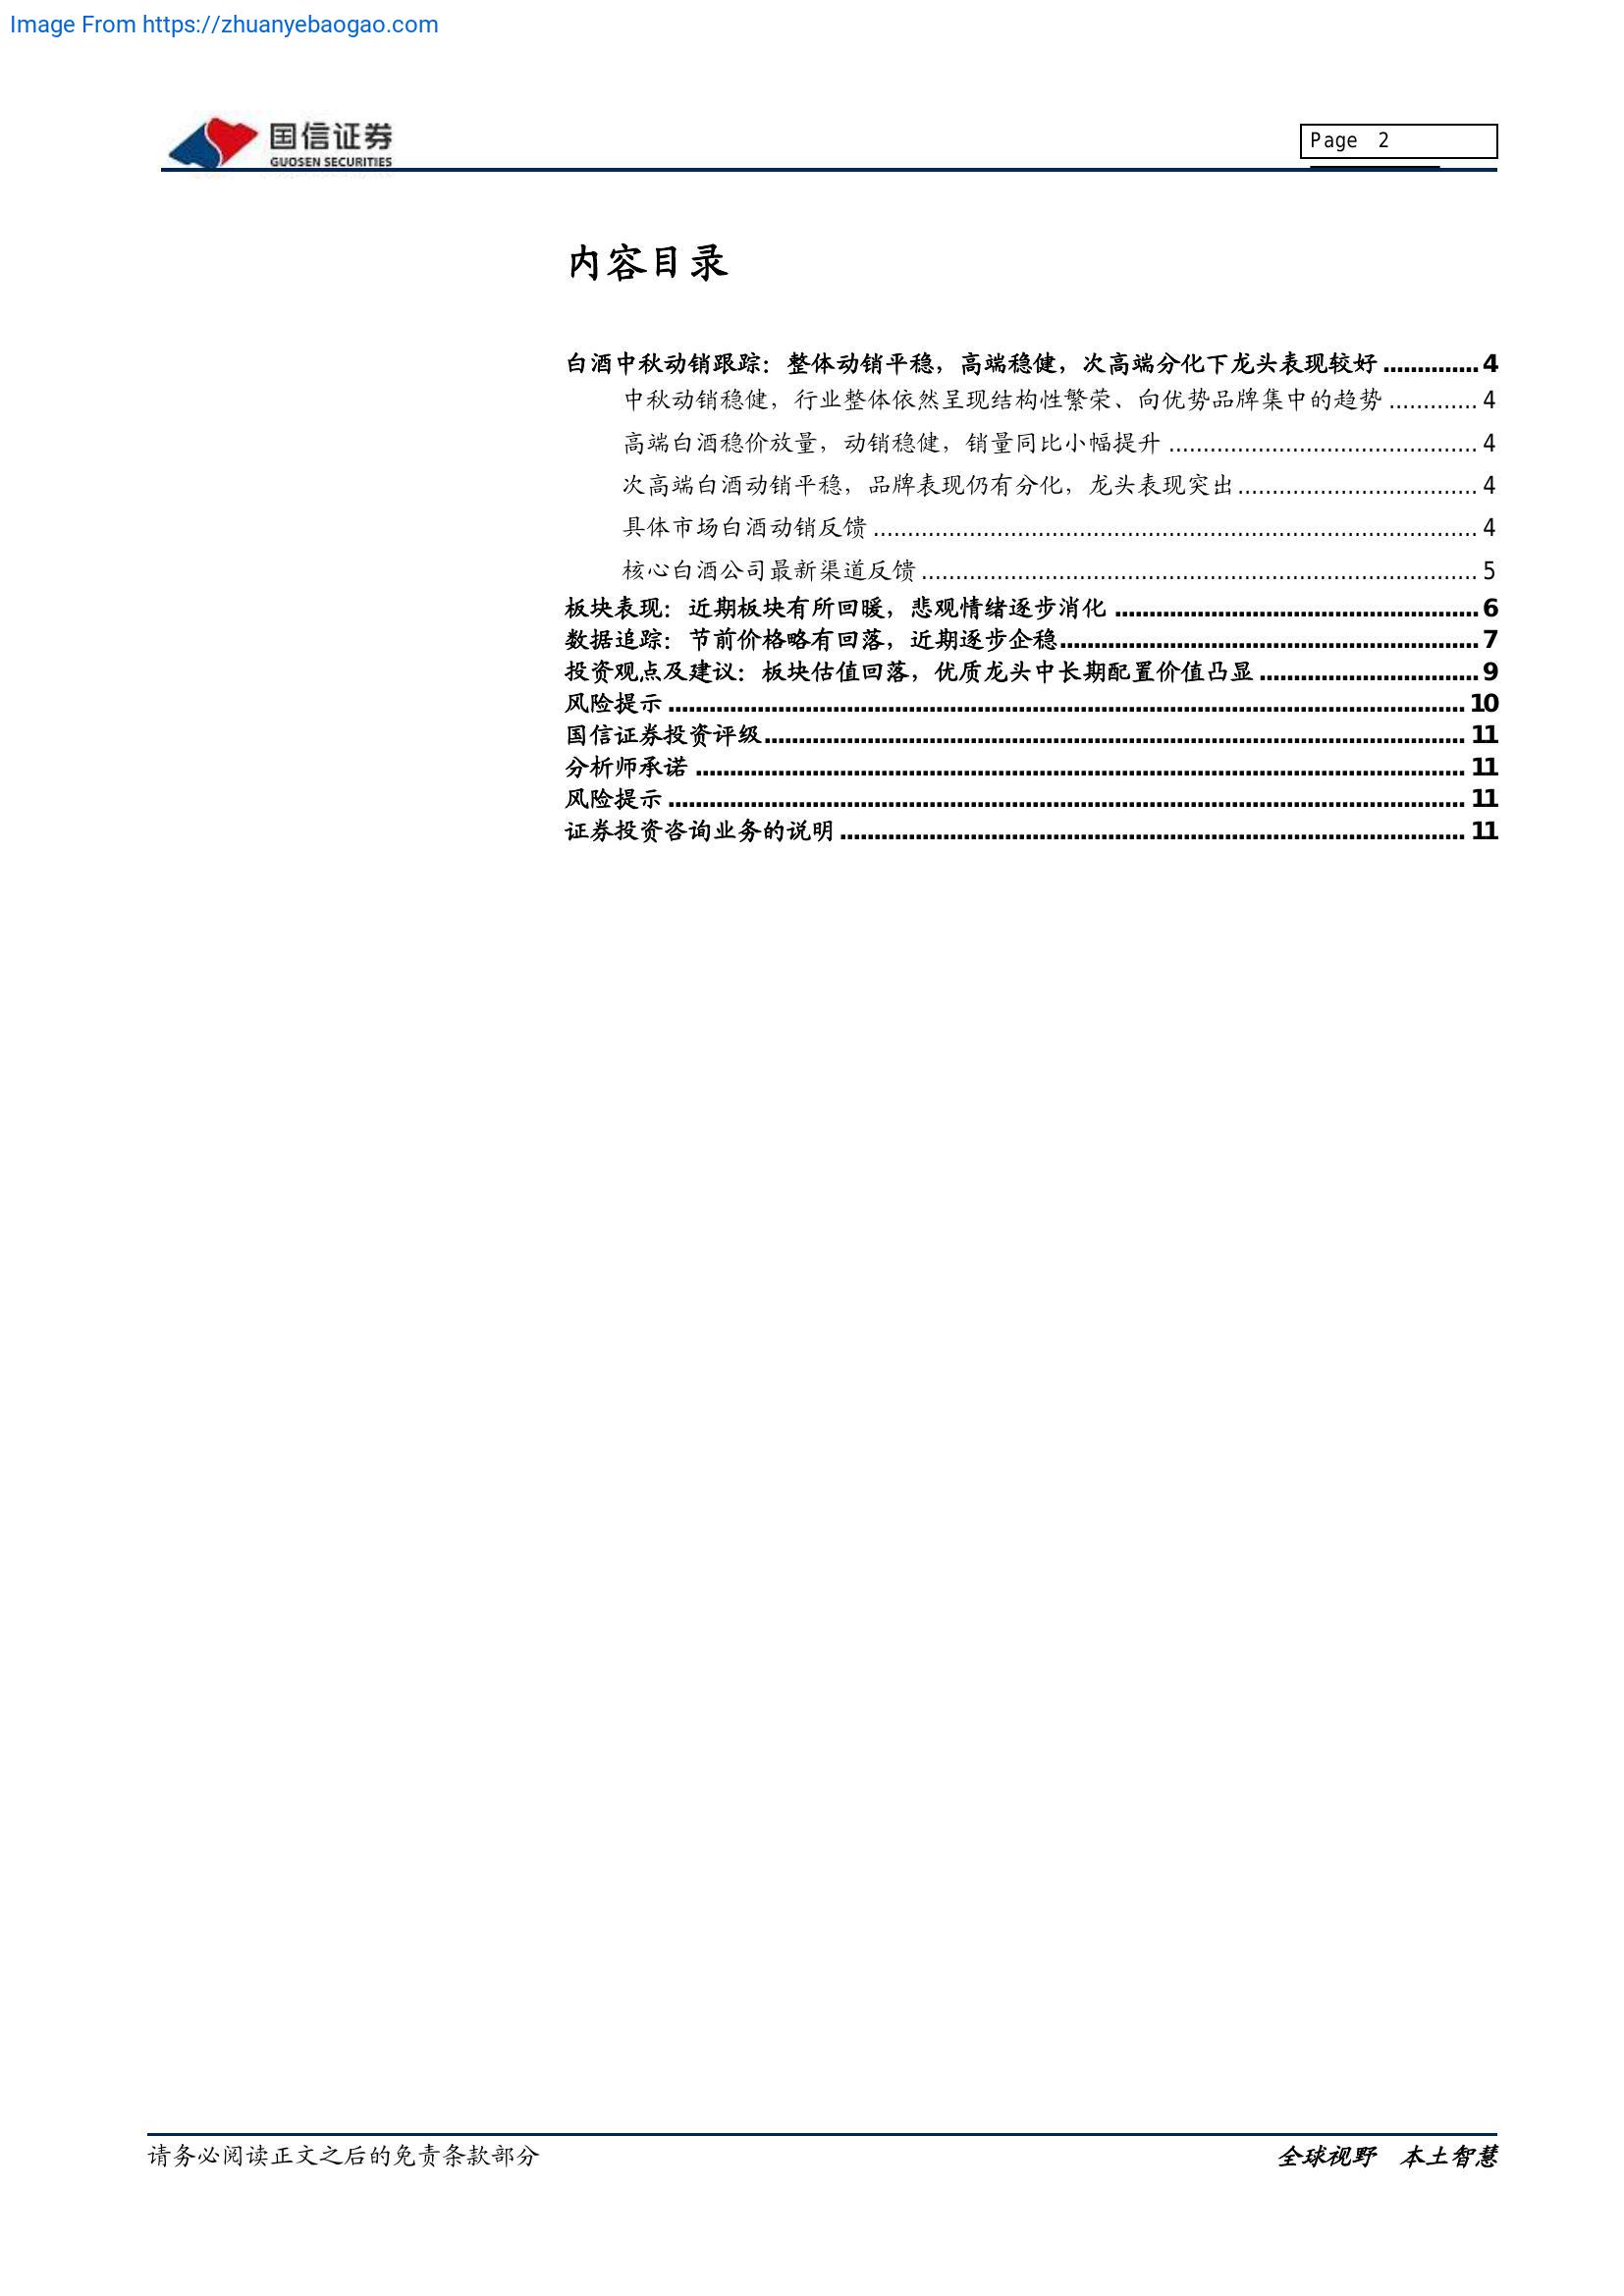 Image From https://zhuanyebaogao.com
国信证券
GUOSEN SECURITIES
Page 2
内容目录
白酒中秋动销跟踪：整体动销平稳，高端稳健，次高端分化下龙头表现较好 .............. 4
中秋动销稳健，行业整体依然呈现结构性繁荣、向优势品牌集中的趋势 ............. 4
高端白酒稳价放量，动销稳健，销量同比小幅提升 ............................................. 4
次高端白酒动销平稳，品牌表现仍有分化，龙头表现突出 ................................... 4
具体市场白酒动销反馈 ........................................................................................ 4
核心白酒公司最新渠道反馈 ................................................................................. 5
板块表现：近期板块有所回暖，悲观情绪逐步消化 ..................................................... 6
数据追踪：节前价格略有回落，近期逐步企稳 ............................................................. 7
投资观点及建议：板块估值回落，优质龙头中长期配置价值凸显 ................................ 9
风险提示 .................................................................................................................... 10
国信证券投资评级 ...................................................................................................... 11
分析师承诺 ................................................................................................................ 11
风险提示 .................................................................................................................... 11
证券投资咨询业务的说明 ........................................................................................... 11
请务必阅读正文之后的免责条款部分
全球视野 本土智慧